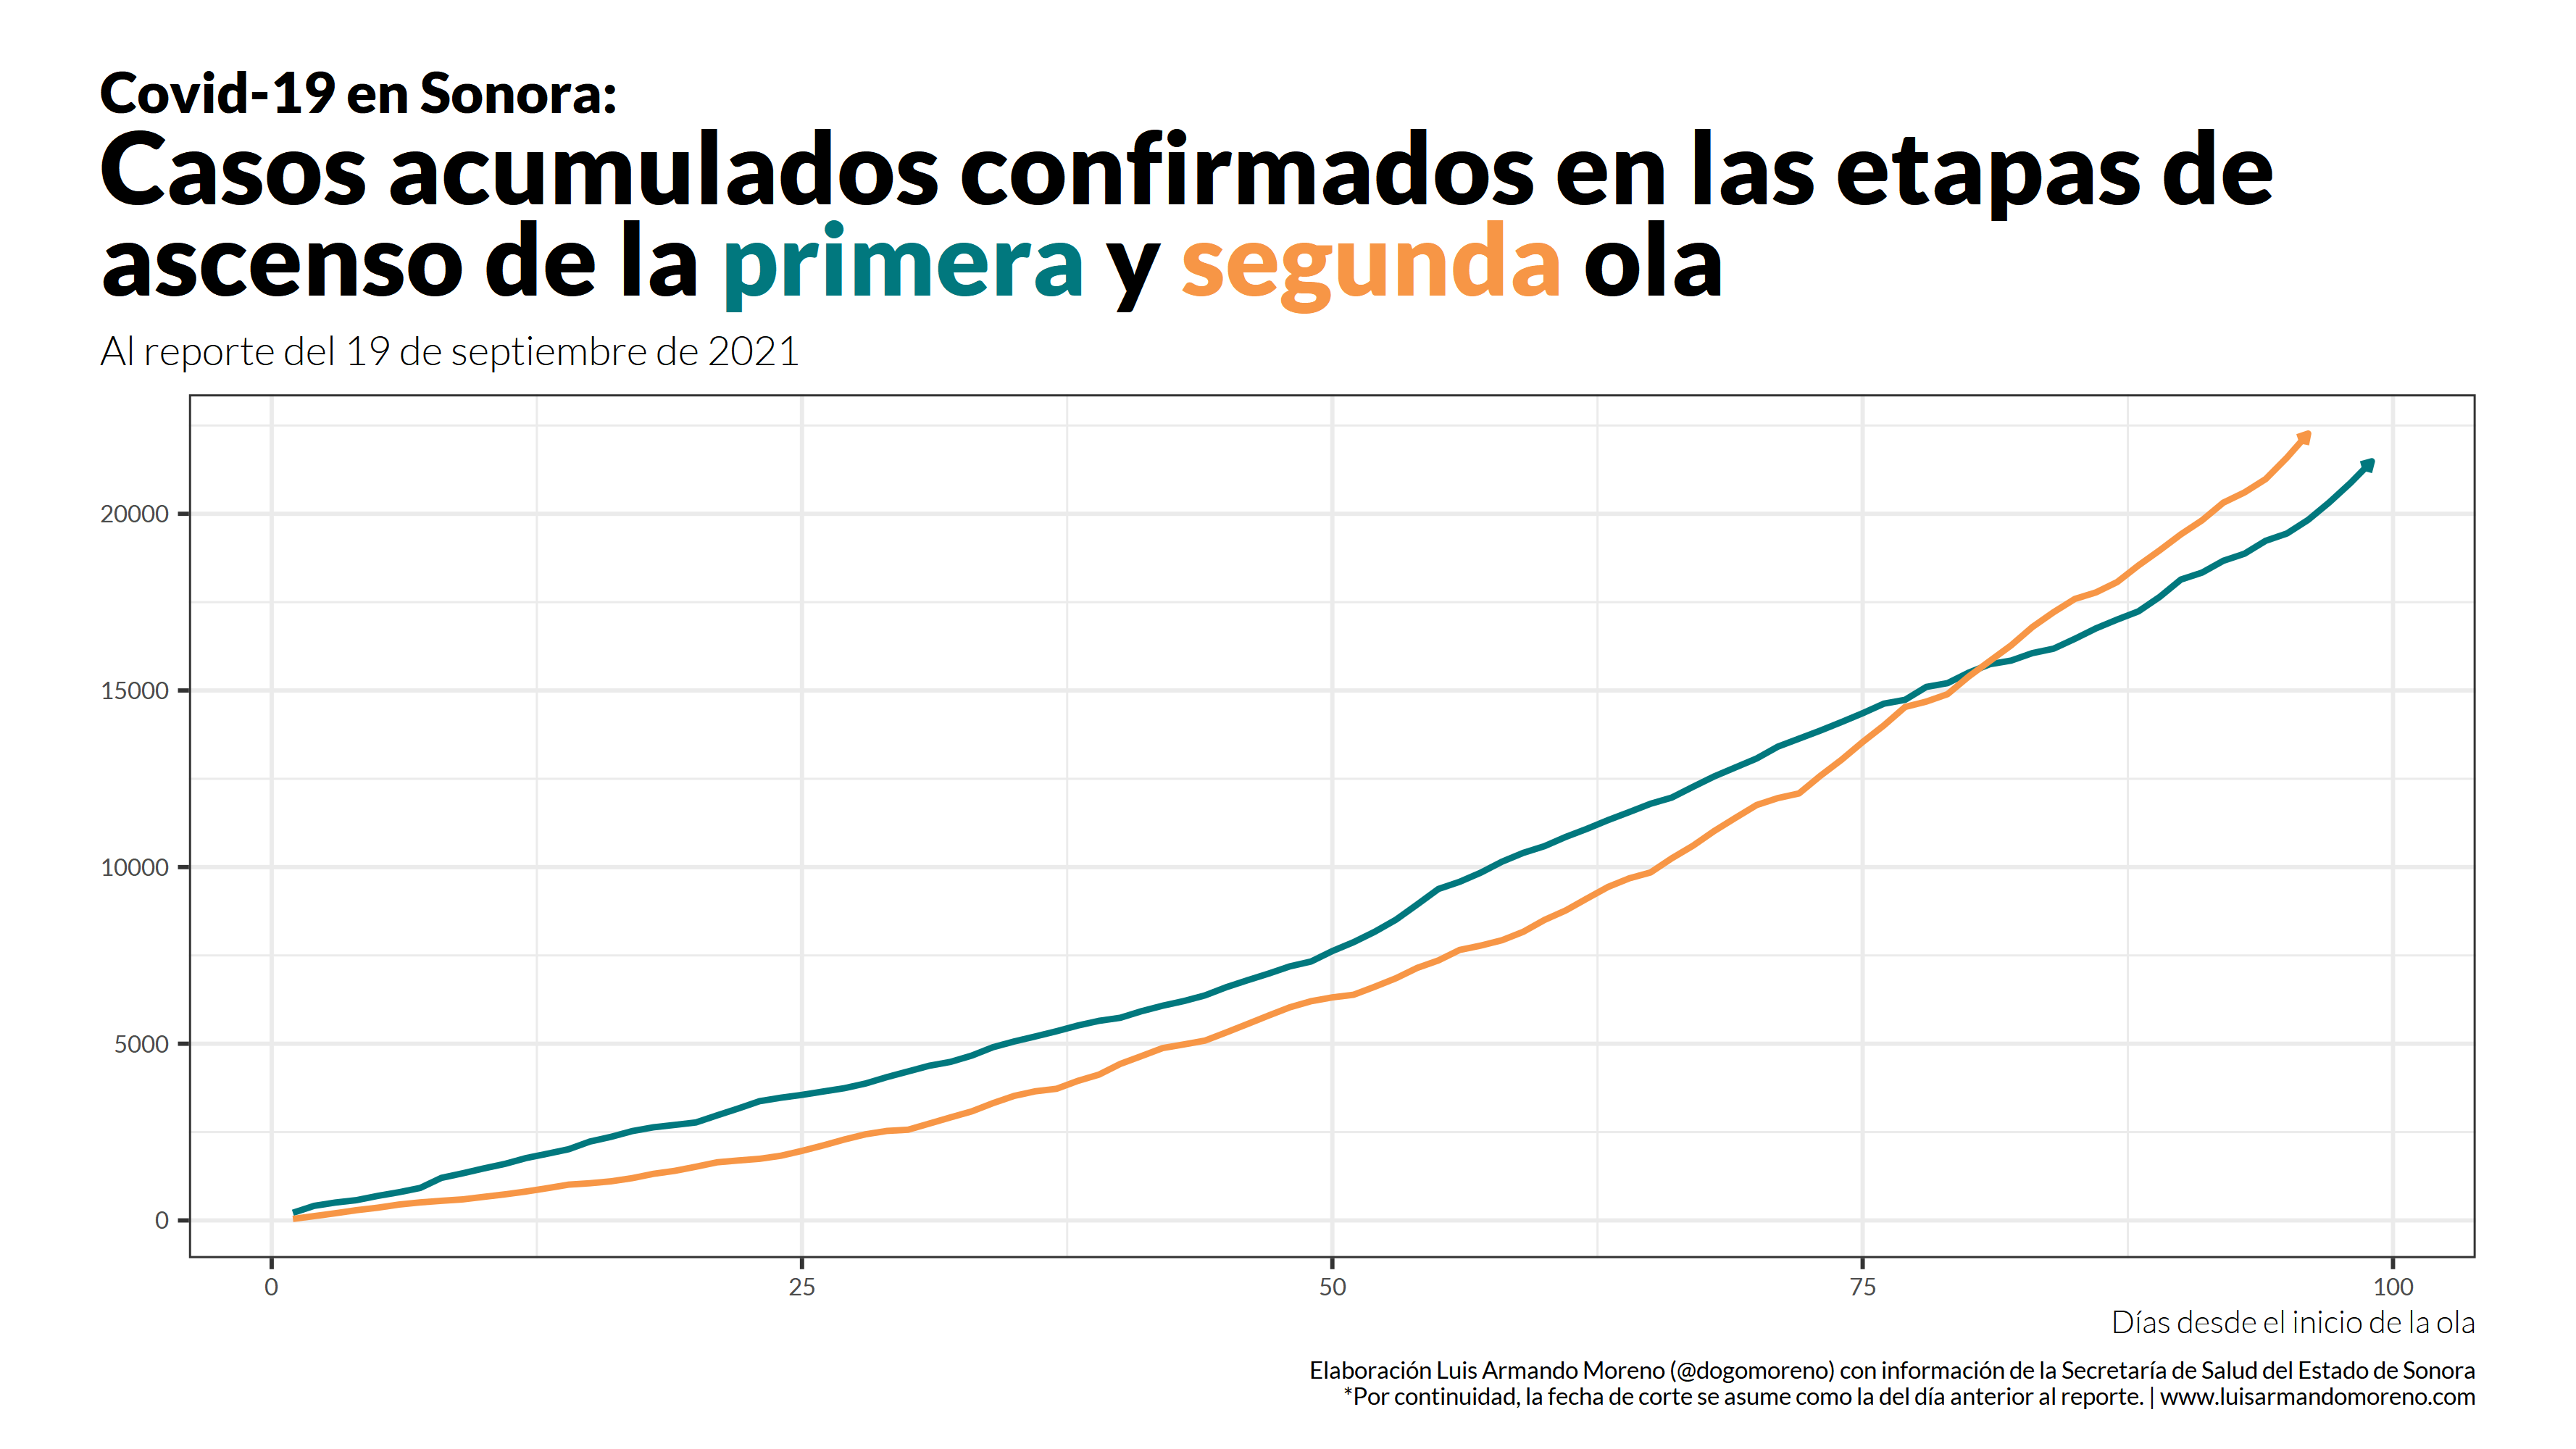 Covid-19 en Sonora:
Casos acumulados confirmados en las etapas de
ascenso de la primera y segunda ola
Al reporte del 19 de septiembre de 2021
20000
15000
10000
5000
0
0 25 50 75 100
Días desde el inicio de la ola
Elaboración Luis Armando Moreno (@dogomoreno) con información de la Secretaría de Salud del Estado de Sonora
*Por continuidad, la fecha de corte se asume como la del día anterior al reporte. | www.luisarmandomoreno.com